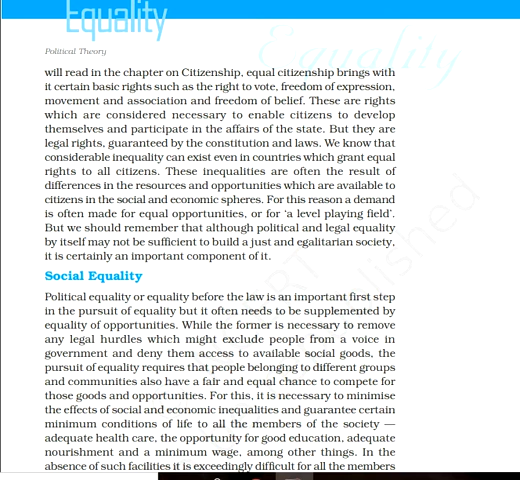 Equality
Equality
Political Theory
will read in the chapter on Citizenship, equal citizenship brings with
it certain basic rights such as the right to vote, freedom of expression,
movement and association and freedom of belief. These are rights
which are considered necessary to enable citizens to develop
themselves and participate in the affairs of the state. But they are
legal rights, guaranteed by the constitution and laws. We know that
considerable inequality can exist even in countries which grant equal
rights to all citizens. These inequalities are often the result of
differences in the resources and opportunities which are available to
citizens in the social and economic spheres. For this reason a demand
is often made for equal opportunities, or for ‘a level playing field’.
But we should remember that although political and legal equality
by itself may not be sufficient to build a just and egalitarian society,
it is certainly an important component of it.
Social Equality
Political equality or equality before the law is an important first step
in the pursuit of equality but it often needs to be supplemented by
equality of opportunities. While the former is necessary to remove
any legal hurdles which might exclude people from a voice in
government and deny them access to available social goods, the
pursuit of equality requires that people belonging to different groups
and communities also have a fair and equal chance to compete for
those goods and opportunities. For this, it is necessary to minimise
the effects of social and economic inequalities and guarantee certain
minimum conditions of life to all the members of the society —
adequate health care, the opportunity for good education, adequate
nourishment and a minimum wage, among other things. In the
absence of such facilities it is exceedingly difficult for all the members